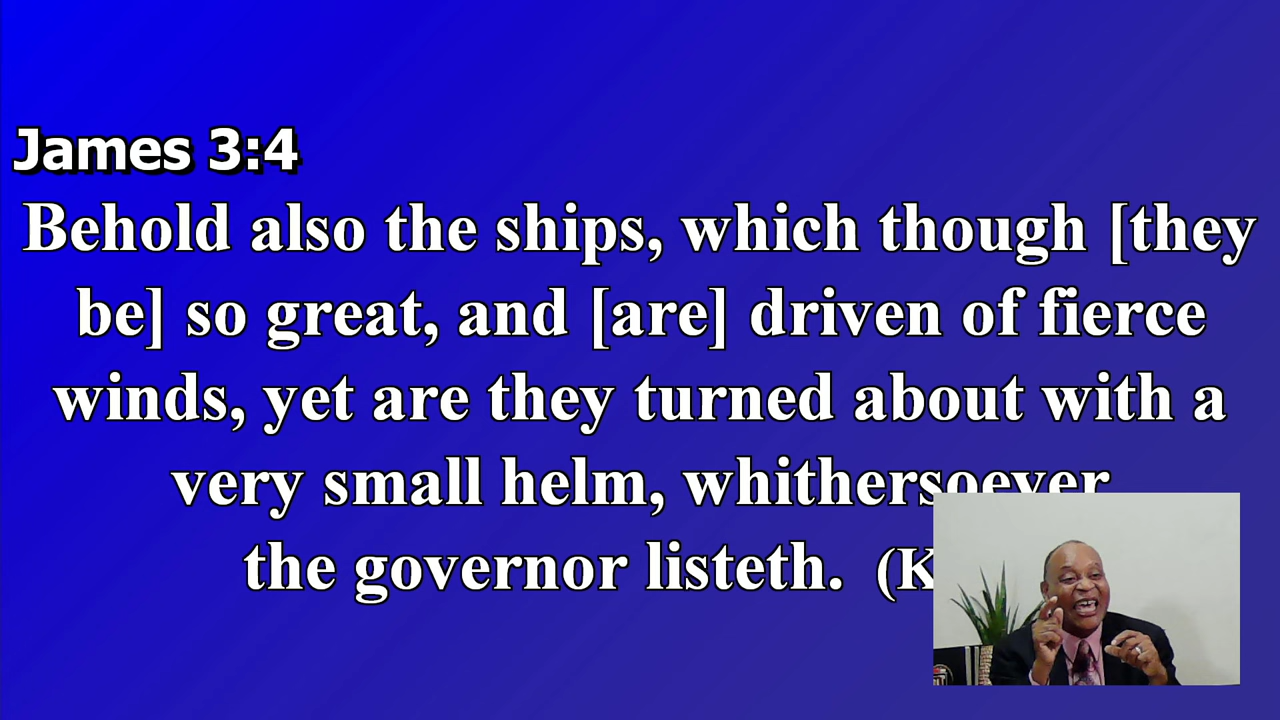 James 3:4
Behold also the ships, which though [they
be] so great, and [are] driven of fierce
winds, yet are they turned about with a
very small helm, whithersoever
the governor listeth. (K